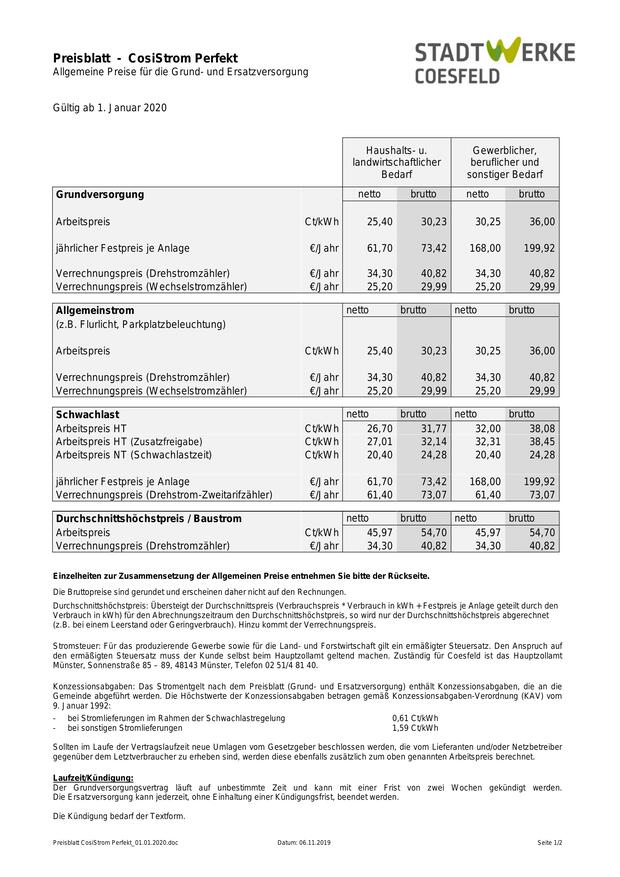 Preisblatt - CosiStrom Perfekt
Allgemeine Preise für die Grund- und Ersatzversorgung
STADTWERKE
COESFELD
Gültig ab 1. Januar 2020
Haushalts- u. landwirtschaftlicher Bedarf Gewerblicher, beruflicher und sonstiger Bedarf
Grundversorgung netto brutto netto brutto
Arbeitspreis Ct/kWh 25,40 30,23 30,25 36,00
jährlicher Festpreis je Anlage €/Jahr 61,70 73,42 168,00 199,92
Verrechnungspreis (Drehstromzähler) €/Jahr 34,30 40,82 34,30 40,82
Verrechnungspreis (Wechselstromzähler) €/Jahr 25,20 29,99 25,20 29,99
Allgemeinstrom netto brutto netto brutto
(z.B. Flurlicht, Parkplatzbeleuchtung)
Arbeitspreis Ct/kWh 25,40 30,23 30,25 36,00
Verrechnungspreis (Drehstromzähler) €/Jahr 34,30 40,82 34,30 40,82
Verrechnungspreis (Wechselstromzähler) €/Jahr 25,20 29,99 25,20 29,99
Schwachlast netto brutto netto brutto
Arbeitspreis HT Ct/kWh 26,70 31,77 32,00 38,08
Arbeitspreis HT (Zusatzfreigabe) Ct/kWh 27,01 32,14 32,31 38,45
Arbeitspreis NT (Schwachlastzeit) Ct/kWh 20,40 24,28 20,40 24,28
jährlicher Festpreis je Anlage €/Jahr 61,70 73,42 168,00 199,92
Verrechnungspreis (Drehstrom-Zweitarifzähler) €/Jahr 61,40 73,07 61,40 73,07
Durchschnittshöchstpreis / Baustrom netto brutto netto brutto
Arbeitspreis Ct/kWh 45,97 54,70 45,97 54,70
Verrechnungspreis (Drehstromzähler) €/Jahr 34,30 40,82 34,30 40,82
Einzelheiten zur Zusammensetzung der Allgemeinen Preise entnehmen Sie bitte der Rückseite.
Die Bruttopreise sind gerundet und erscheinen daher nicht auf den Rechnungen.
Durchschnittshöchstpreis: Übersteigt der Durchschnittspreis (Verbrauchspreis * Verbrauch in kWh + Festpreis je Anlage geteilt durch den
Verbrauch in kWh) für den Abrechnungszeitraum den Durchschnittshöchstpreis, so wird nur der Durchschnittshöchstpreis abgerechnet
(z.B. bei einem Leerstand oder Geringverbrauch). Hinzu kommt der Verrechnungspreis.
Stromsteuer: Für das produzierende Gewerbe sowie für die Land- und Forstwirtschaft gilt ein ermäßigter Steuersatz. Den Anspruch auf
den ermäßigten Steuersatz muss der Kunde selbst beim Hauptzollamt geltend machen. Zuständig für Coesfeld ist das Hauptzollamt
Münster, Sonnenstraße 85 – 89, 48143 Münster, Telefon 02 51/4 81 40.
Konzessionsabgaben: Das Stromentgelt nach dem Preisblatt (Grund- und Ersatzversorgung) enthält Konzessionsabgaben, die an die
Gemeinde abgeführt werden. Die Höchstwerte der Konzessionsabgaben betragen gemäß Konzessionsabgaben-Verordnung (KAV) vom
9. Januar 1992:
- bei Stromlieferungen im Rahmen der Schwachlastregelung 0,61 Ct/kWh
- bei sonstigen Stromlieferungen 1,59 Ct/kWh
Sollten im Laufe der Vertragslaufzeit neue Umlagen vom Gesetzgeber beschlossen werden, die vom Lieferanten und/oder Netzbetreiber
gegenüber dem Letztverbraucher zu erheben sind, werden diese ebenfalls zusätzlich zum oben genannten Arbeitspreis berechnet.
Laufzeit/Kündigung:
Der Grundversorgungsvertrag läuft auf unbestimmte Zeit und kann mit einer Frist von zwei Wochen gekündigt werden.
Die Ersatzversorgung kann jederzeit, ohne Einhaltung einer Kündigungsfrist, beendet werden.
Die Kündigung bedarf der Textform.
Preisblatt CosiStrom Perfekt_01.01.2020.doc Datum: 06.11.2019 Seite 1/2